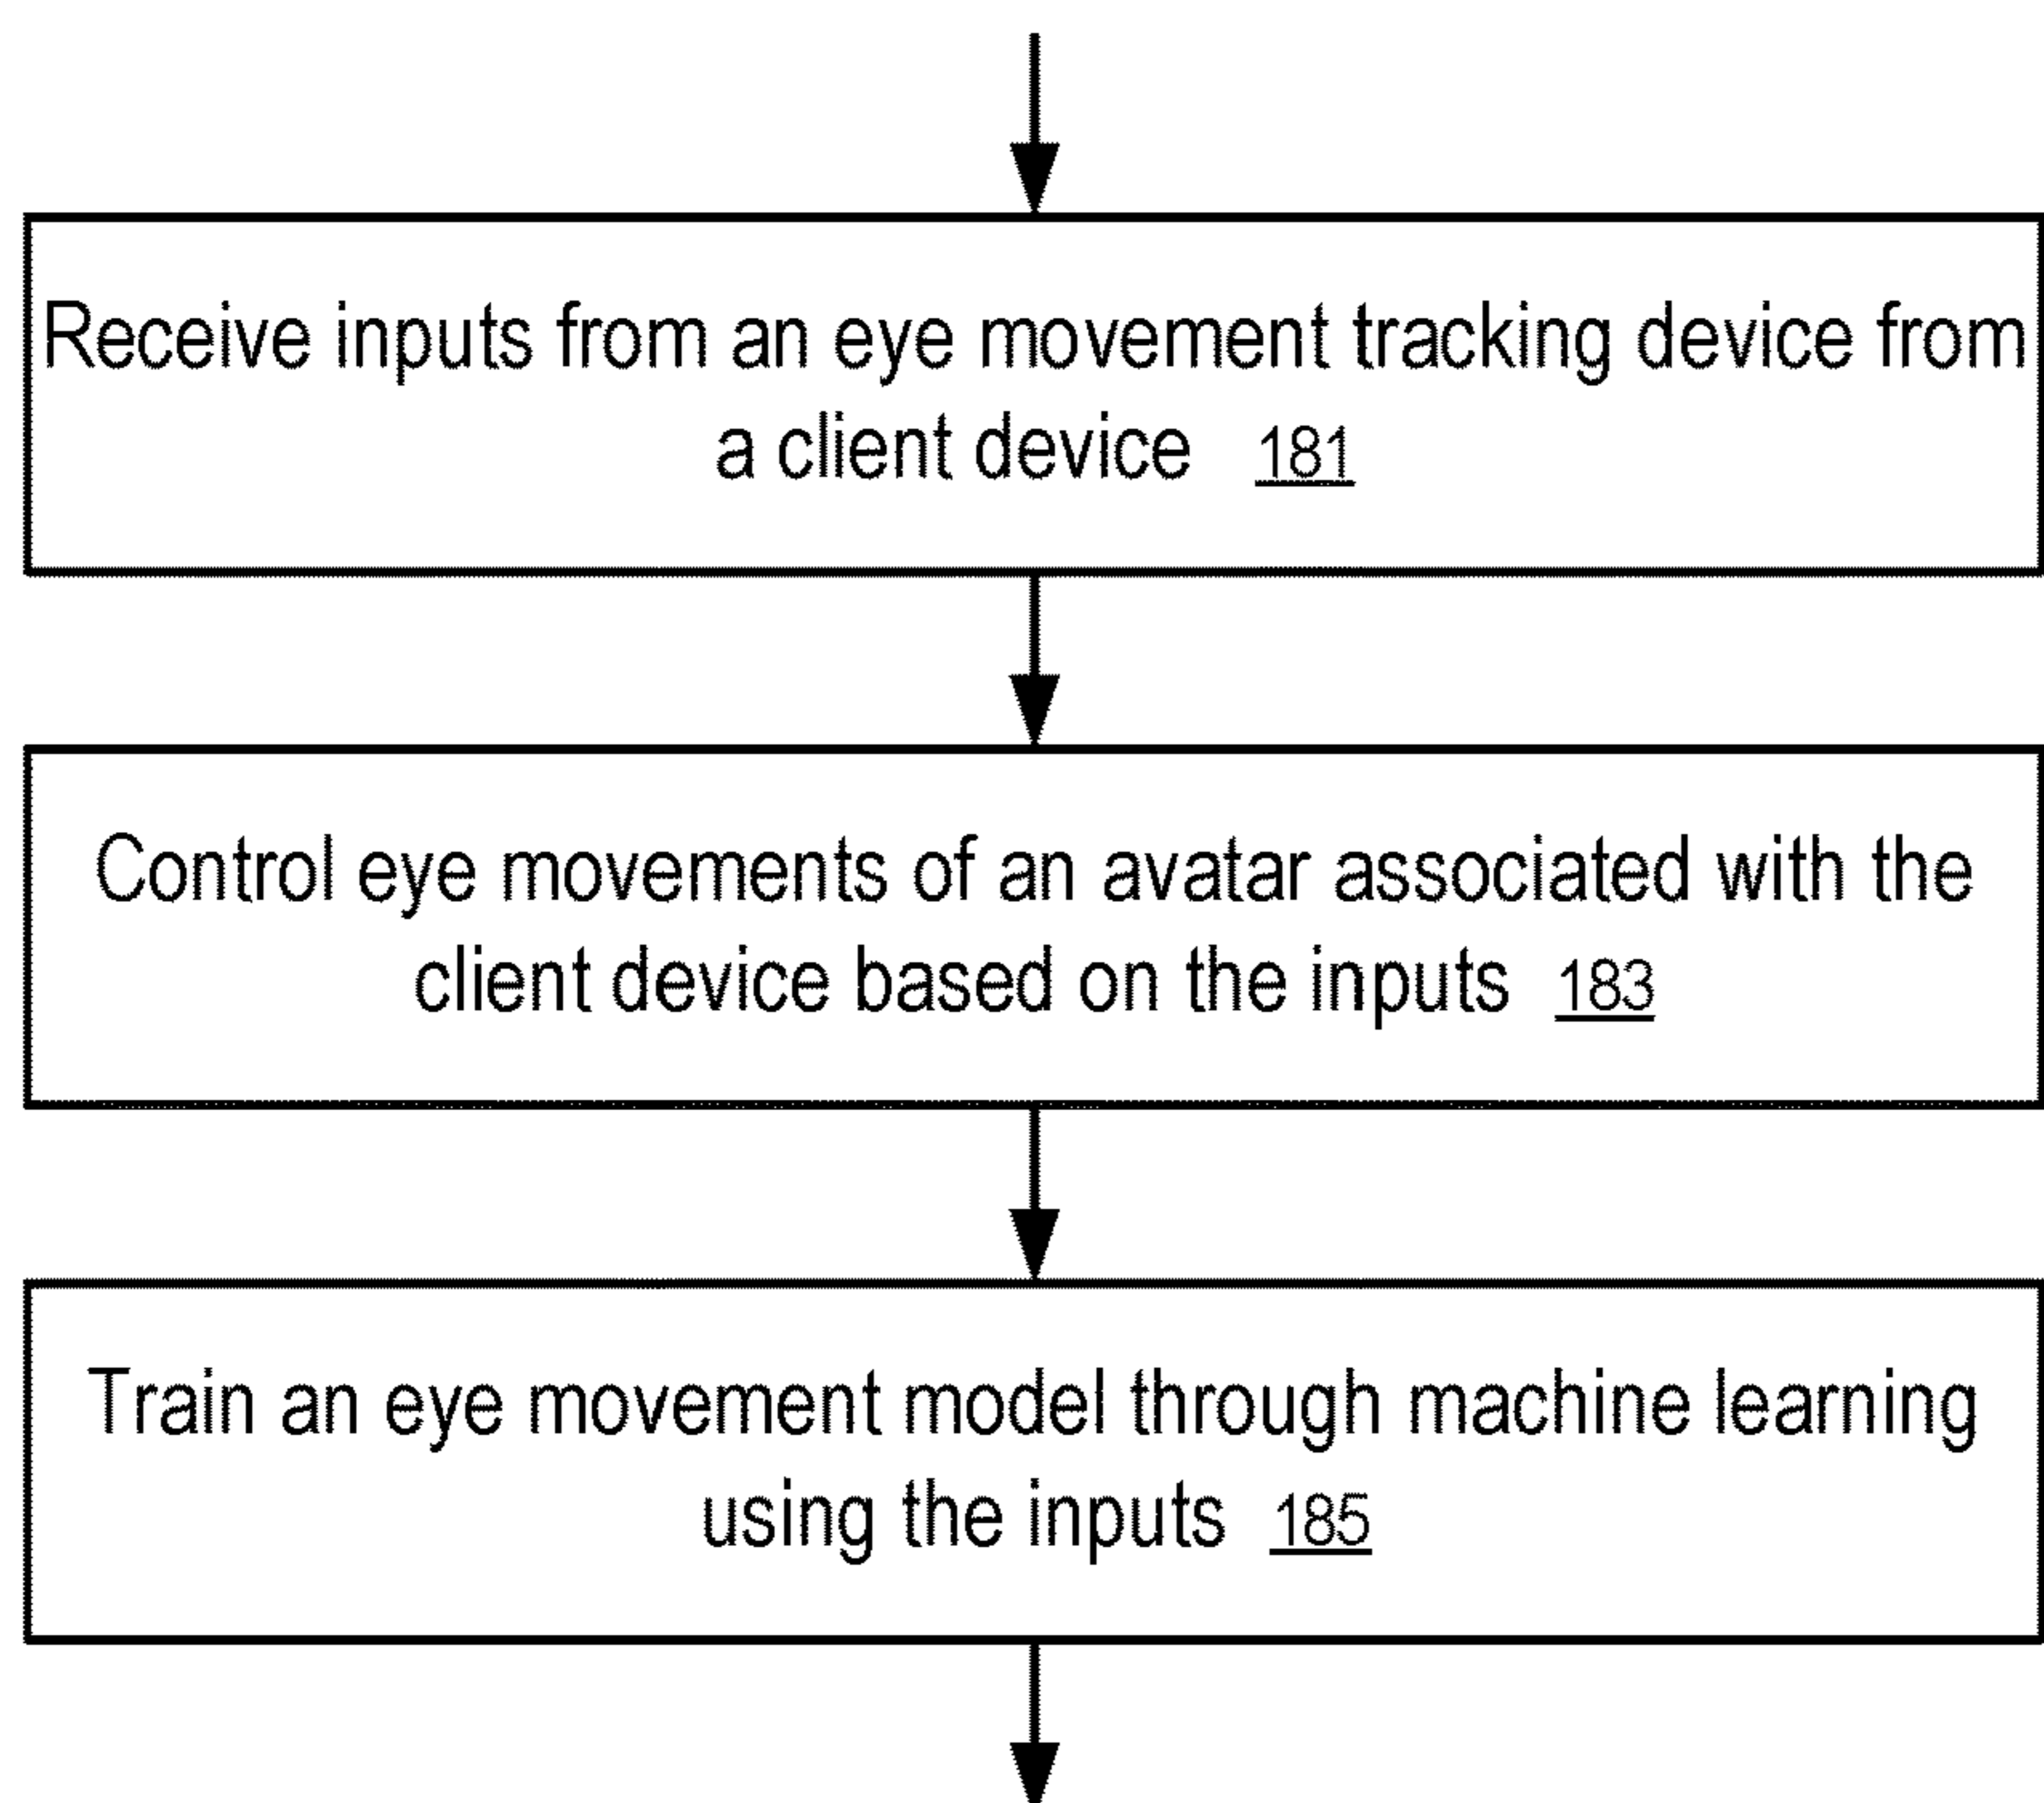 Receive inputs from an eye movement tracking device from
a client device 181
Control eye movements of an avatar associated with the
client device based on the inputs 183
Train an eye movement model through machine learning
using the inputs 185